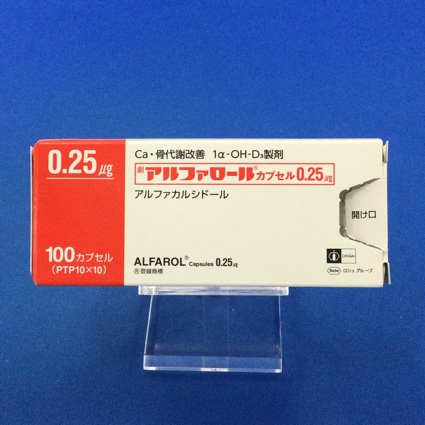 0.25㎍
100カプセル
(PTP10×10)
Ca・骨代謝改善 1α-OH-D₃製剤
劇 アルファロール®カプセル0.25㎍
アルファカルシドール
ALFAROL® Capsules 0.25㎍
®登録商標
開け口
CHUGAI
Roche ロシュ グループ